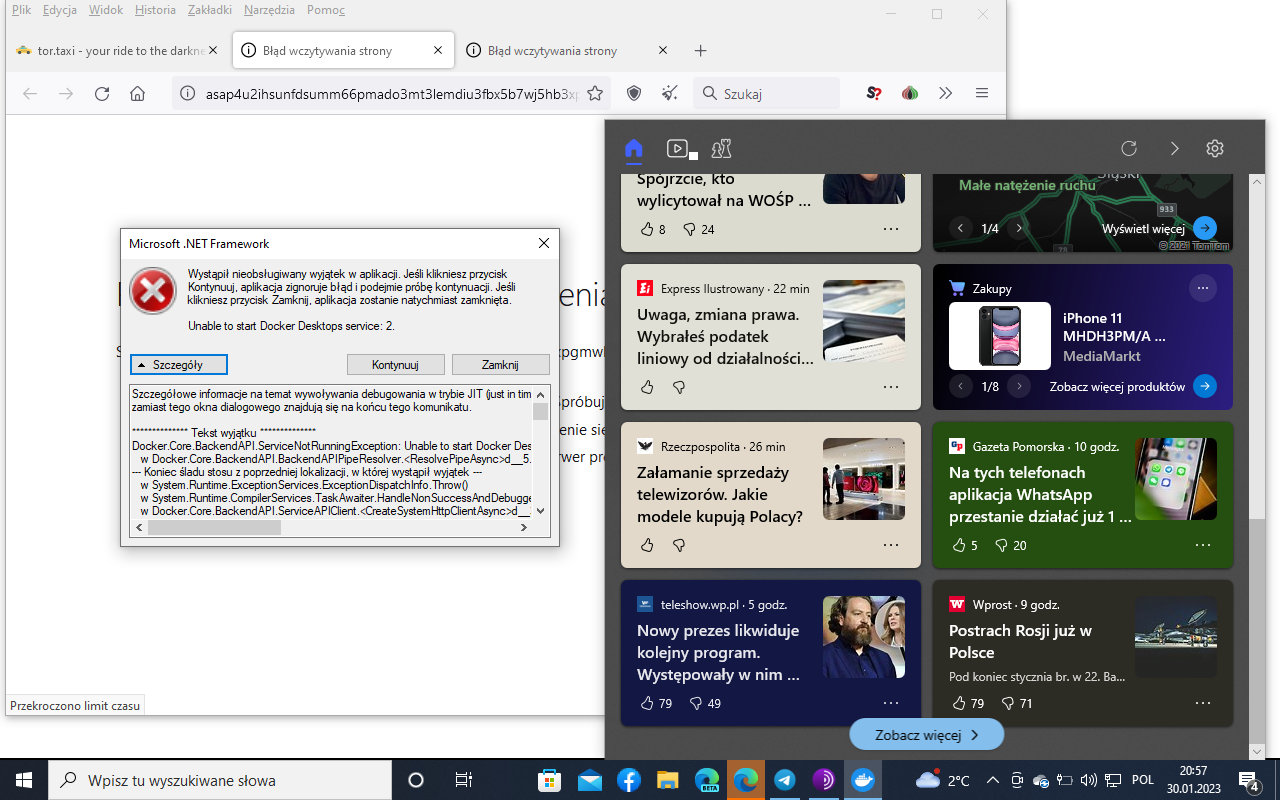 Plik Edycja Widok Historia Zakładki Narzędzia Pomoc
tor.taxi - your ride to the darkne
Błąd wczytywania strony
Błąd wczytywania strony
asap4u2ihsunfdsumm66pmado3mt3lemdiu3fbx5b7wj5hb3xp
Szukaj
S?
Microsoft .NET Framework
Wystąpił nieobsługiwany wyjątek w aplikacji. Jeśli klikniesz przycisk
Kontynuuj, aplikacja zignoruje błąd i podejmie próbę kontynuacji. Jeśli
klikniesz przycisk Zamknij, aplikacja zostanie natychmiast zamknięta.
Unable to start Docker Desktops service: 2.
Szczegóły
Kontynuuj
Zamknij
Szczegółowe informacje na temat wywoływania debugowania w trybie JIT (just in tim
zamiast tego okna dialogowego znajdują się na końcu tego komunikatu.
************** Tekst wyjątku **************
Docker.Core.BackendAPI.ServiceNotRunningException: Unable to start Docker Des
w Docker.Core.BackendAPI.BackendAPIPipeResolver.<ResolvePipeAsync>d__5.
--- Koniec śladu stosu z poprzedniej lokalizacji, w której wystąpił wyjątek ---
w System.Runtime.ExceptionServices.ExceptionDispatchInfo.Throw()
w System.Runtime.CompilerServices.TaskAwaiter.HandleNonSuccessAndDebugge
w Docker.Core.BackendAPI.ServiceAPIClient.<CreateSystemHttpClientAsync>d__
Przekroczono limit czasu
Spójrzcie, kto
wylicytował na WOŚP ...
8 24
Śląski
Małe natężenie ruchu
933
78
1/4
Wyświetl więcej
© 2021 TomTom
Express Ilustrowany · 22 min
Uwaga, zmiana prawa.
Wybrałeś podatek
liniowy od działalności...
Zakupy
iPhone 11
MHDH3PM/A ...
MediaMarkt
1/8
Zobacz więcej produktów
Rzeczpospolita · 26 min
Załamanie sprzedaży
telewizorów. Jakie
modele kupują Polacy?
Gazeta Pomorska · 10 godz.
Na tych telefonach
aplikacja WhatsApp
przestanie działać już 1 ...
5 20
teleshow.wp.pl · 5 godz.
Nowy prezes likwiduje
kolejny program.
Występowały w nim ...
79 49
Wprost · 9 godz.
Postrach Rosji już w
Polsce
Pod koniec stycznia br. w 22. Ba...
79 71
Zobacz więcej
Wpisz tu wyszukiwane słowa
BETA
2°C
POL
20:57
30.01.2023
4